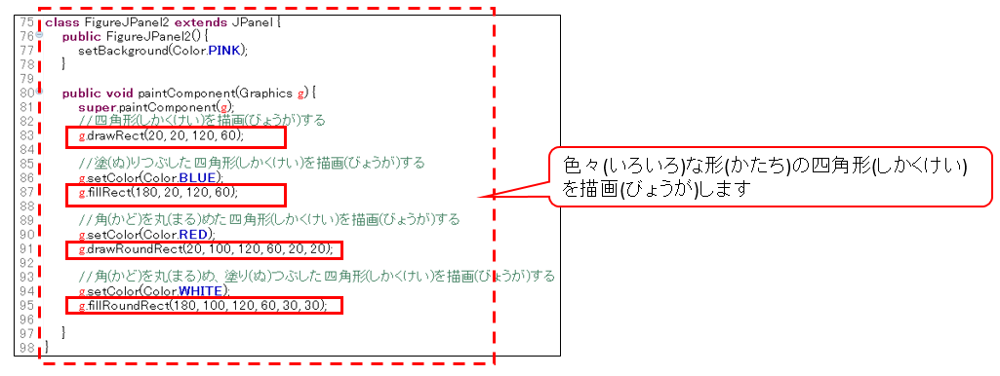 75 class FigureJPanel2 extends JPanel {
76 public FigureJPanel2() {
77 setBackground(Color.PINK);
78 }
79
80 public void paintComponent(Graphics g) {
81 super.paintComponent(g);
82 //四角形(しかくけい)を描画(びょうが)する
83 g.drawRect(20, 20, 120, 60);
84
85 //塗(ぬ)りつぶした四角形(しかくけい)を描画(びょうが)する
86 g.setColor(Color.BLUE);
87 g.fillRect(180, 20, 120, 60);
88
89 //角(かど)を丸(まる)めた四角形(しかくけい)を描画(びょうが)する
90 g.setColor(Color.RED);
91 g.drawRoundRect(20, 100, 120, 60, 20, 20);
92
93 //角(かど)を丸(まる)め、塗り(ぬ)つぶした四角形(しかくけい)を描画(びょうが)する
94 g.setColor(Color.WHITE);
95 g.fillRoundRect(180, 100, 120, 60, 30, 30);
96
97 }
98 }
色々(いろいろ)な形(かたち)の四角形(しかくけい)
を描画(びょうが)します